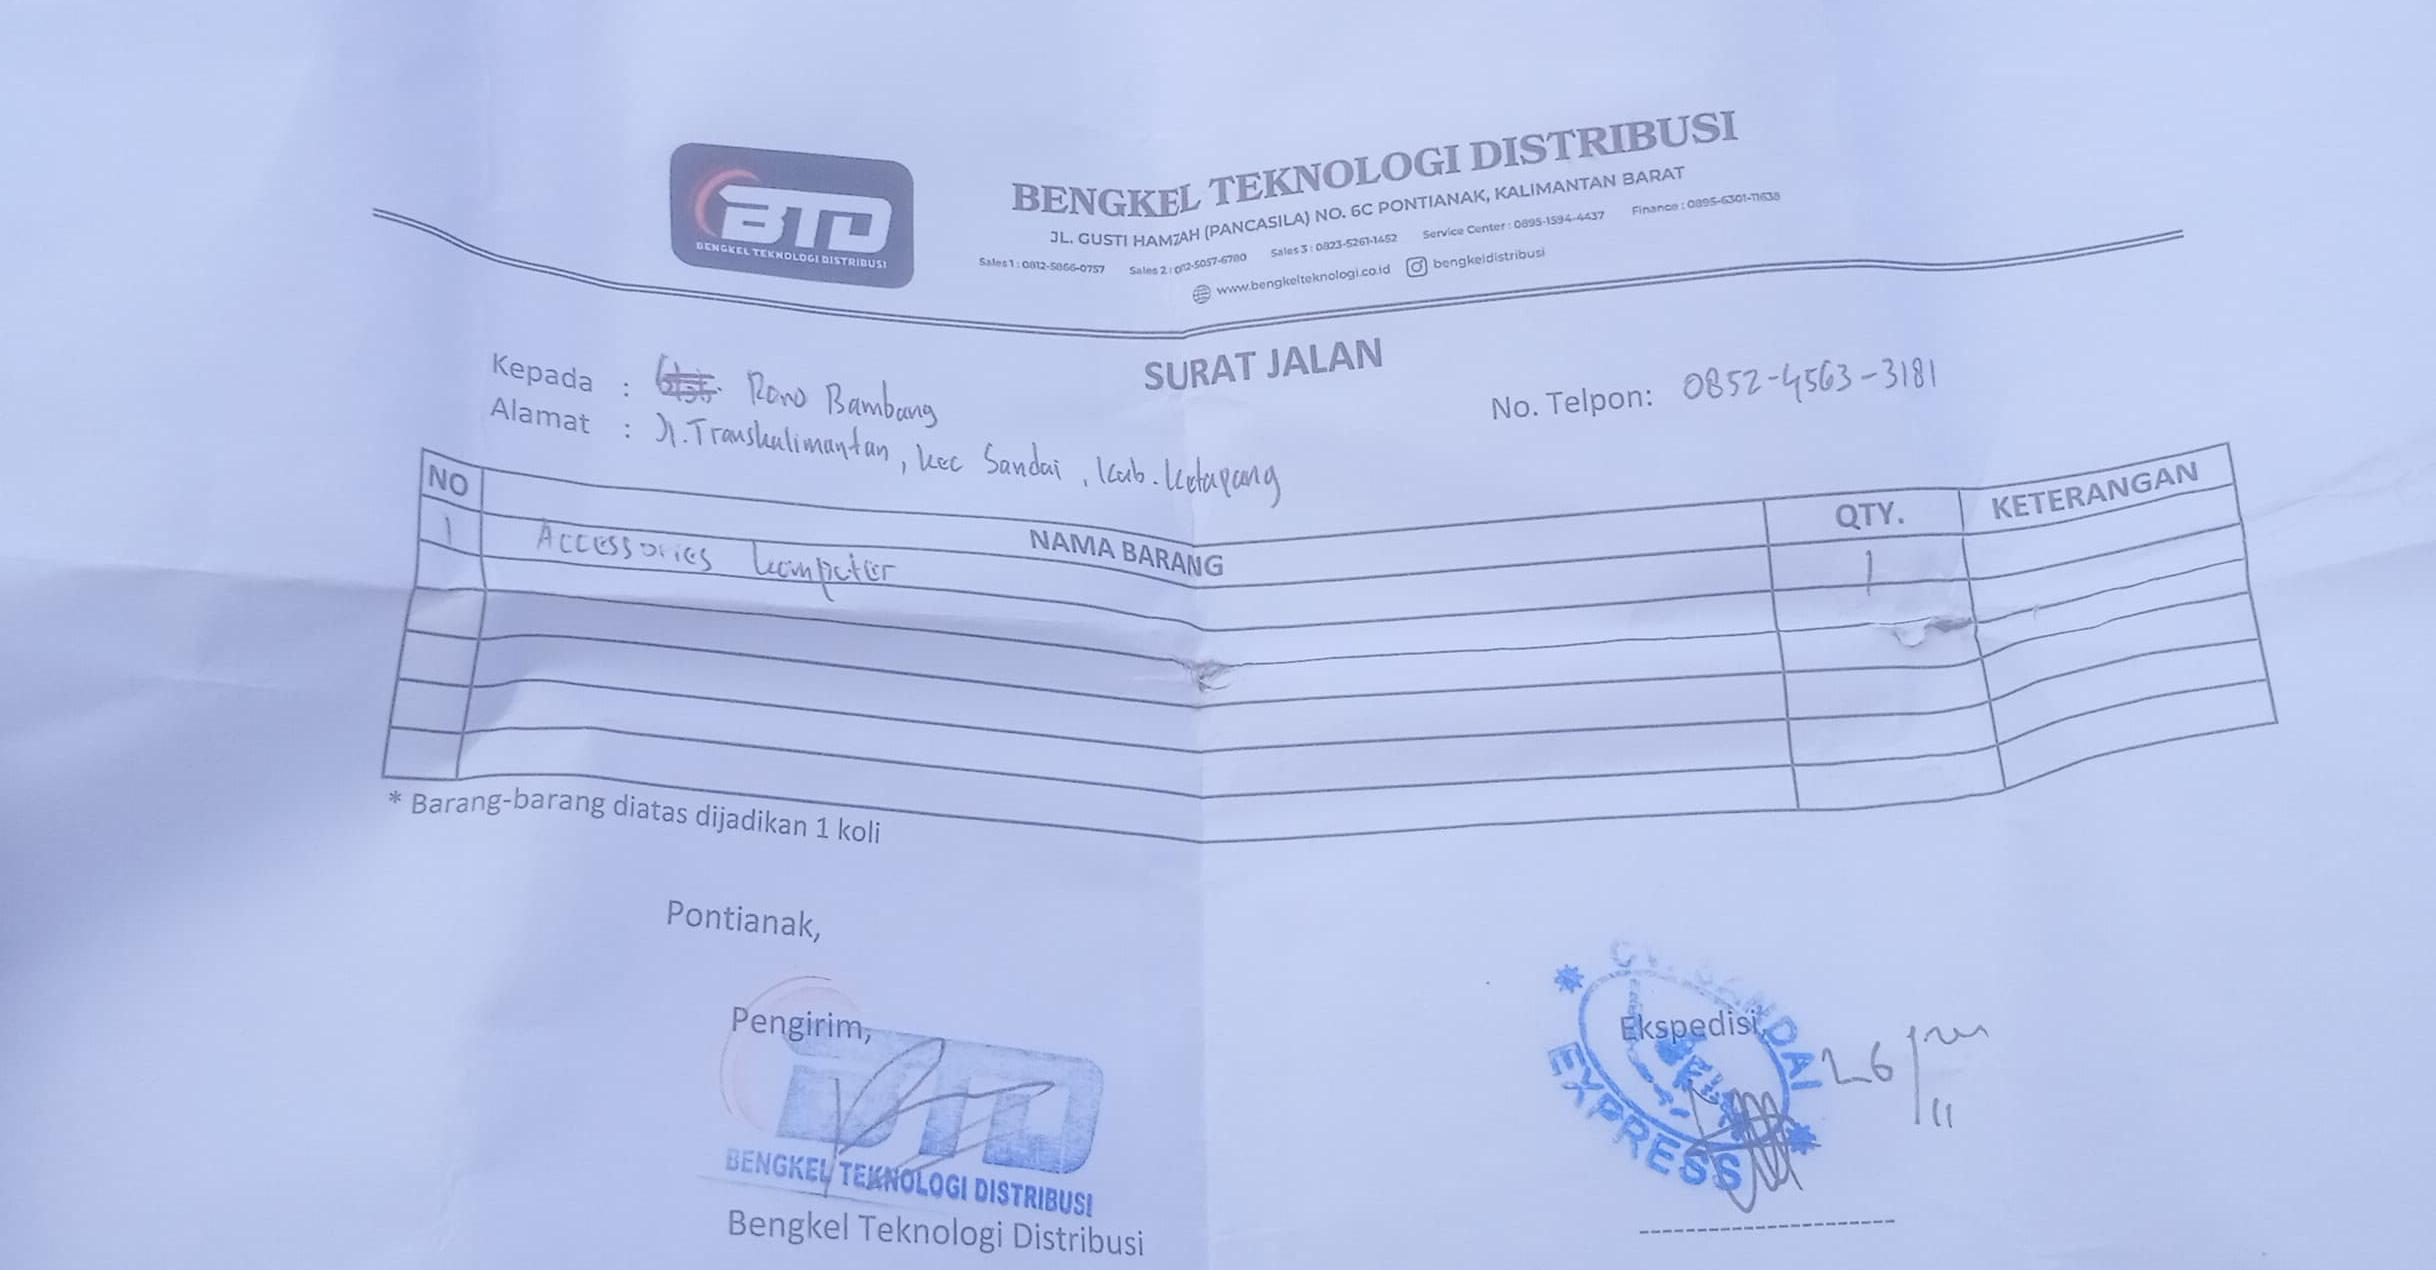 BTD
BENGKEL TEKNOLOGI DISTRIBUSI
BENGKEL TEKNOLOGI DISTRIBUSI
JL. GUSTI HAMZAH (PANCASILA) NO. 6C PONTIANAK, KALIMANTAN BARAT
Sales 1 : 0812-5866-0757 Sales 2 : 012-5057-6780 Sales 3 : 0823-5261-1452 Service Center : 0895-1594-4437 Finance : 0895-6301-11638
www.bengkelteknologi.co.id bengkeldistribusi
SURAT JALAN
Kepada : Rono Bambang
No. Telpon: 0852-4563-3181
Alamat : Jl. Transkalimantan, Kec Sandai, Kab. Ketapang
NO NAMA BARANG QTY. KETERANGAN
1 Accessories komputer 1
* Barang-barang diatas dijadikan 1 koli
Pontianak,
Pengirim,
Ekspedisi,
BTD
BENGKEL TEKNOLOGI DISTRIBUSI
Bengkel Teknologi Distribusi
CV. SANDAI
EXPRESS
26/11